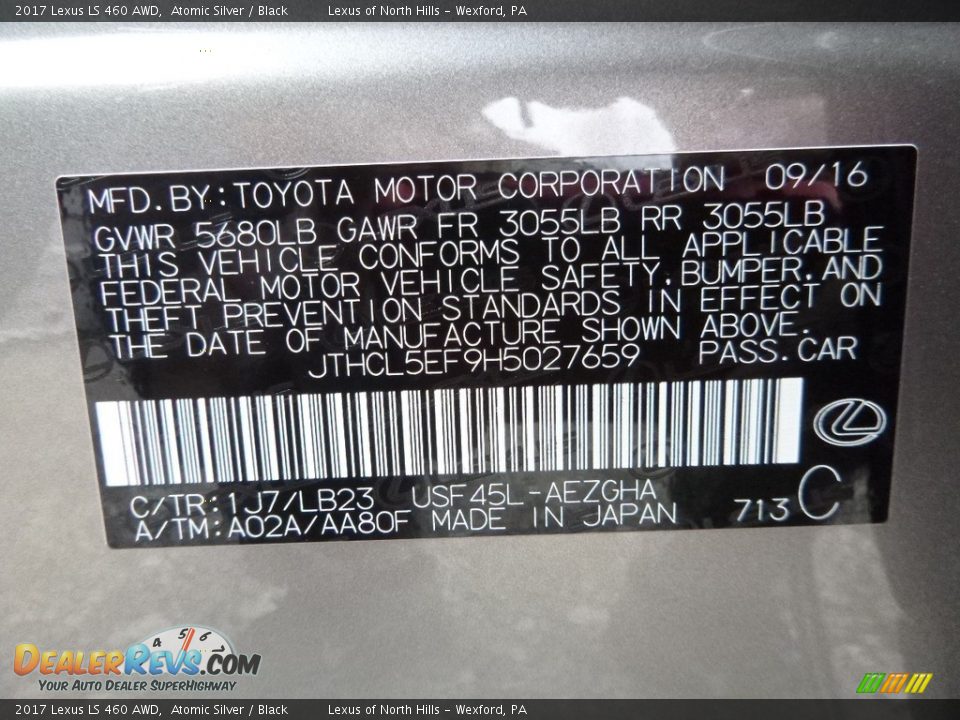 2017 Lexus LS 460 AWD, Atomic Silver / Black Lexus of North Hills - Wexford, PA
MFD.BY:TOYOTA MOTOR CORPORATION 09/16
GVWR 5680LB GAWR FR 3055LB RR 3055LB
THIS VEHICLE CONFORMS TO ALL APPLICABLE
FEDERAL MOTOR VEHICLE SAFETY,BUMPER,AND
THEFT PREVENTION STANDARDS IN EFFECT ON
THE DATE OF MANUFACTURE SHOWN ABOVE.
JTHCL5EF9H5027659 PASS.CAR
C/TR:1J7/LB23 USF45L-AEZGHA
A/TM:A02A/AA80F MADE IN JAPAN 713 C
4 5 6
DealerRevs.com
Your Auto Dealer SuperHighway
2017 Lexus LS 460 AWD, Atomic Silver / Black Lexus of North Hills - Wexford, PA